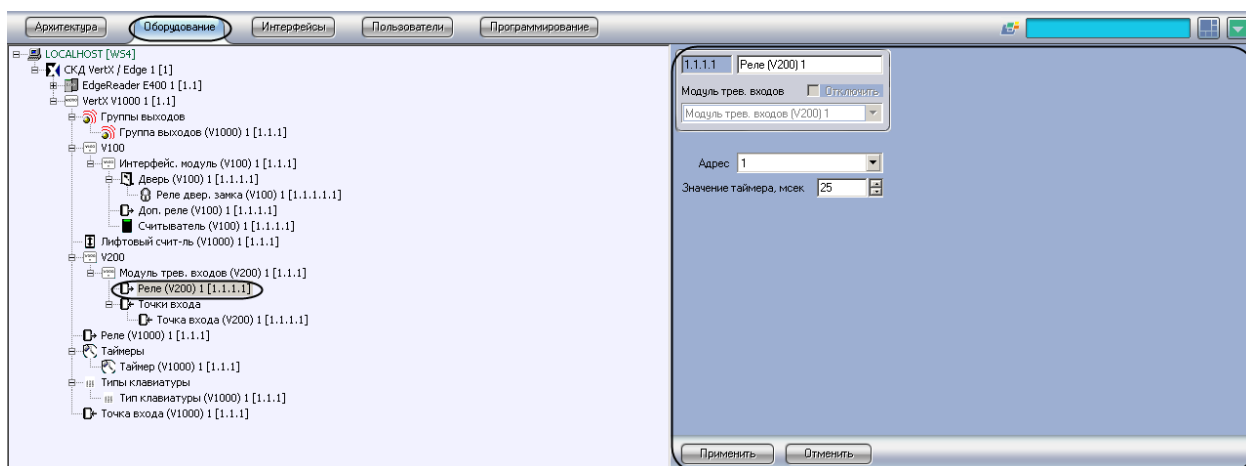 Архитектура Оборудование Интерфейсы Пользователи Программирование
LOCALHOST [WS4]
СКД VertX / Edge 1 [1]
EdgeReader E400 1 [1.1]
VertX V1000 1 [1.1]
Группы выходов
Группа выходов (V1000) 1 [1.1.1]
V100
Интерфейс. модуль (V100) 1 [1.1.1]
Дверь (V100) 1 [1.1.1.1]
Реле двер. замка (V100) 1 [1.1.1.1.1]
Доп. реле (V100) 1 [1.1.1.1]
Считыватель (V100) 1 [1.1.1.1]
Лифтовый счит-ль (V1000) 1 [1.1.1]
V200
Модуль трев. входов (V200) 1 [1.1.1]
Реле (V200) 1 [1.1.1.1]
Точки входа
Точка входа (V200) 1 [1.1.1.1]
Реле (V1000) 1 [1.1.1]
Таймеры
Таймер (V1000) 1 [1.1.1]
Типы клавиатуры
Тип клавиатуры (V1000) 1 [1.1.1]
Точка входа (V1000) 1 [1.1.1]
1.1.1.1 Реле (V200) 1
Модуль трев. входов Отключить
Модуль трев. входов (V200) 1
Адрес 1
Значение таймера, мсек 25
Применить Отменить